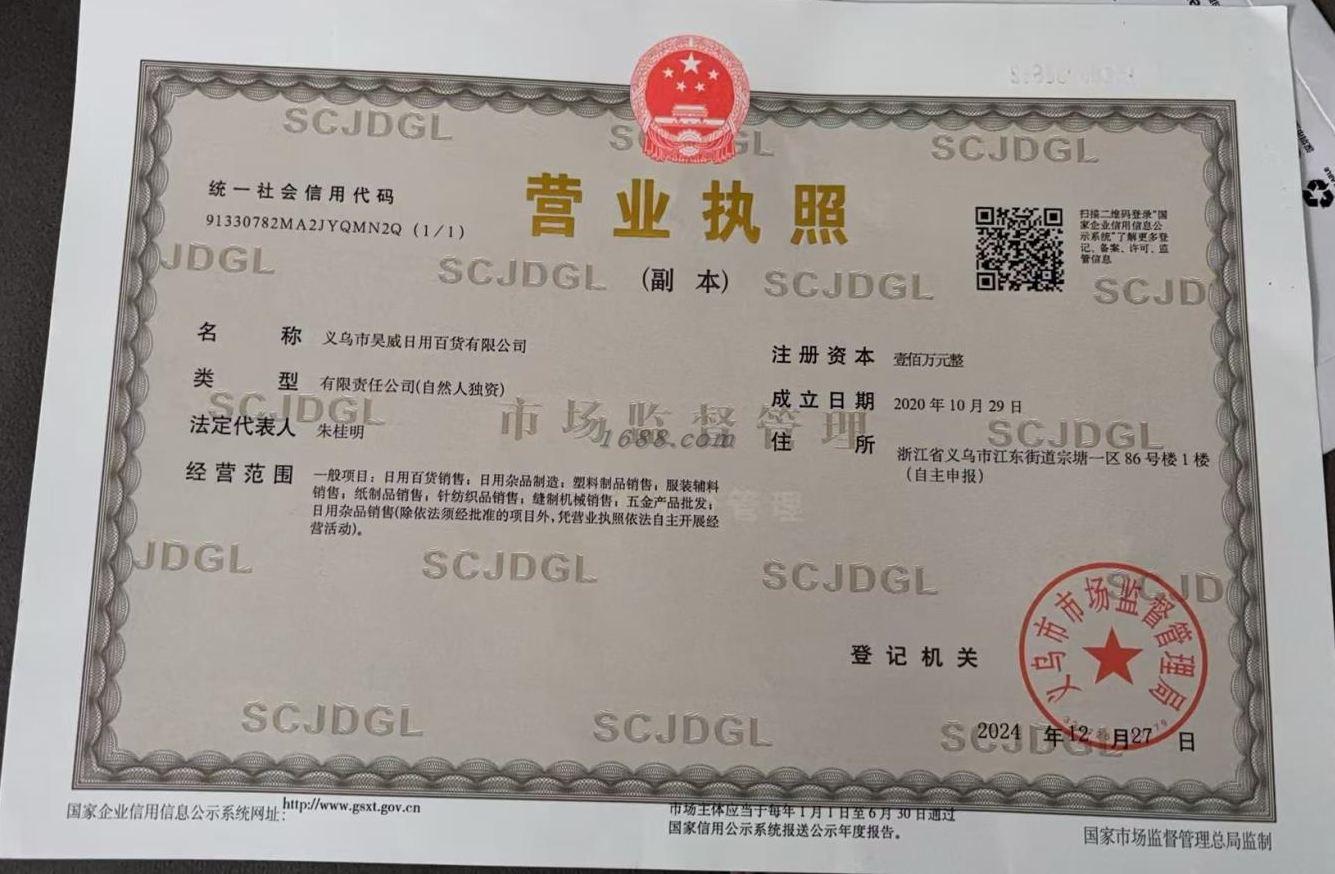 SCJDGL
SCJDGL
统一社会信用代码
91330782MA2JYQMN2Q（1/1）
营业执照
（副 本）
扫描二维码登录“国
家企业信用信息公
示系统”了解更多登
记、备案、许可、监
管信息
JDGL
SCJDGL
SCJDGL
SCJD
名 称 义乌市昊威日用百货有限公司
类 型 有限责任公司(自然人独资)
法定代表人 朱桂明
经营范围 一般项目：日用百货销售；日用杂品制造；塑料制品销售；服装辅料
销售；纸制品销售；针纺织品销售；缝制机械销售；五金产品批发；
日用杂品销售(除依法须经批准的项目外，凭营业执照依法自主开展经
营活动)。
注册资本 壹佰万元整
成立日期 2020年10月29日
住 所 浙江省义乌市江东街道宗塘一区86号楼1楼
（自主申报）
SCJDGL
市场监督管理
1688.com
SCJDGL
管理
JDGL
SCJDGL
SCJDGL
登记机关
义乌市市场监督管理局
2024 年12 月27 日
SCJDGL
SCJDGL
SCJDGL
国家企业信用信息公示系统网址：http://www.gsxt.gov.cn
市场主体应当于每年1月1日至6月30日通过
国家信用公示系统报送公示年度报告。
国家市场监督管理总局监制